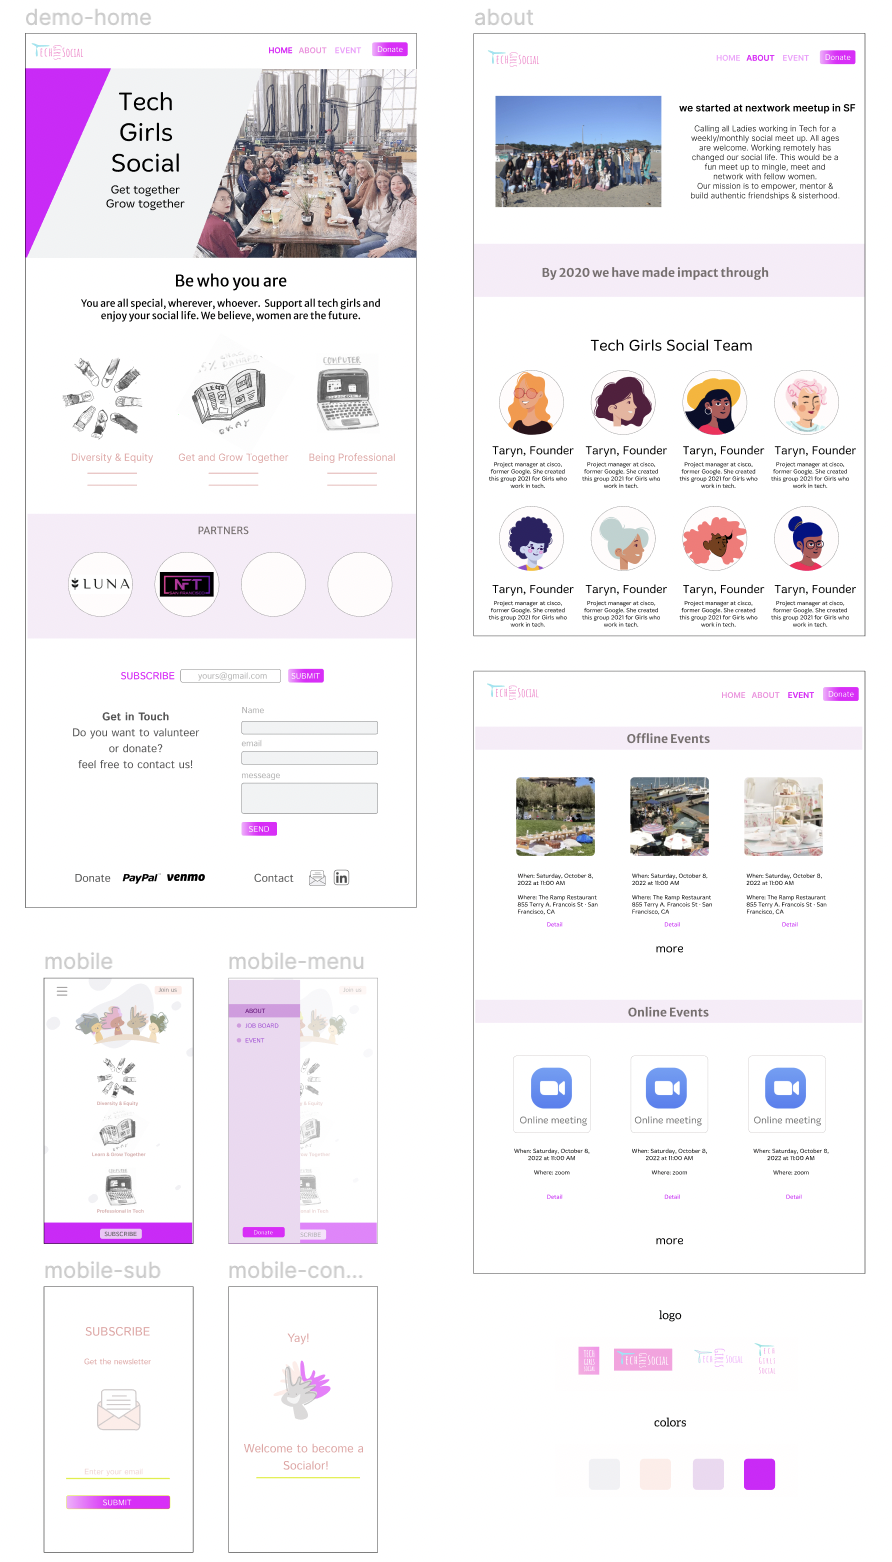 demo-home
TECH GIRLS SOCIAL
HOME ABOUT EVENT Donate
Tech
Girls
Social
Get together
Grow together
Be who you are
You are all special, wherever, whoever. Support all tech girls and
enjoy your social life. We believe, women are the future.
COMPUTER
LEGO
OKAY
Diversity & Equity
Get and Grow Together
Being Professional
PARTNERS
LUNA
NFT
SAN FRANCISCO
SUBSCRIBE yours@gmail.com SUBMIT
Get in Touch
Do you want to valunteer
or donate?
feel free to contact us!
Name
email
messeage
SEND
Donate PayPal venmo
Contact in
about
TECH GIRLS SOCIAL
HOME ABOUT EVENT Donate
we started at nextwork meetup in SF
Calling all Ladies working in Tech for a
weekly/monthly social meet up. All ages
are welcome. Working remotely has
changed our social life. This would be a
fun meet up to mingle, meet and
network with fellow women.
Our mission is to empower, mentor &
build authentic friendships & sisterhood.
By 2020 we have made impact through
Tech Girls Social Team
Taryn, Founder
Project manager at cisco,
former Google. She created
this group 2021 for Girls who
work in tech.
Taryn, Founder
Project manager at cisco,
former Google. She created
this group 2021 for Girls who
work in tech.
Taryn, Founder
Project manager at cisco,
former Google. She created
this group 2021 for Girls who
work in tech.
Taryn, Founder
Project manager at cisco,
former Google. She created
this group 2021 for Girls who
work in tech.
Taryn, Founder
Project manager at cisco,
former Google. She created
this group 2021 for Girls who
work in tech.
Taryn, Founder
Project manager at cisco,
former Google. She created
this group 2021 for Girls who
work in tech.
Taryn, Founder
Project manager at cisco,
former Google. She created
this group 2021 for Girls who
work in tech.
Taryn, Founder
Project manager at cisco,
former Google. She created
this group 2021 for Girls who
work in tech.
TECH GIRLS SOCIAL
HOME ABOUT EVENT Donate
Offline Events
When: Saturday, October 8,
2022 at 11:00 AM
Where: The Ramp Restaurant
855 Terry A. Francois St · San
Francisco, CA
Detail
When: Saturday, October 8,
2022 at 11:00 AM
Where: The Ramp Restaurant
855 Terry A. Francois St · San
Francisco, CA
Detail
When: Saturday, October 8,
2022 at 11:00 AM
Where: The Ramp Restaurant
855 Terry A. Francois St · San
Francisco, CA
Detail
more
Online Events
Online meeting
When: Saturday, October 8,
2022 at 11:00 AM
Where: zoom
Detail
Online meeting
When: Saturday, October 8,
2022 at 11:00 AM
Where: zoom
Detail
Online meeting
When: Saturday, October 8,
2022 at 11:00 AM
Where: zoom
Detail
more
mobile
Join us
Diversity & Equity
Learn & Grow Together
COMPUTER
Professional in Tech
SUBSCRIBE
mobile-menu
Join us
ABOUT
JOB BOARD
EVENT
Donate
mobile-sub
SUBSCRIBE
Get the newsletter
Enter your email
SUBMIT
mobile-con...
Yay!
Welcome to become a
Socialor!
logo
TECH
GIRLS
SOCIAL
TECH GIRLS SOCIAL
TECH GIRLS SOCIAL
TECH
GIRLS
SOCIAL
colors